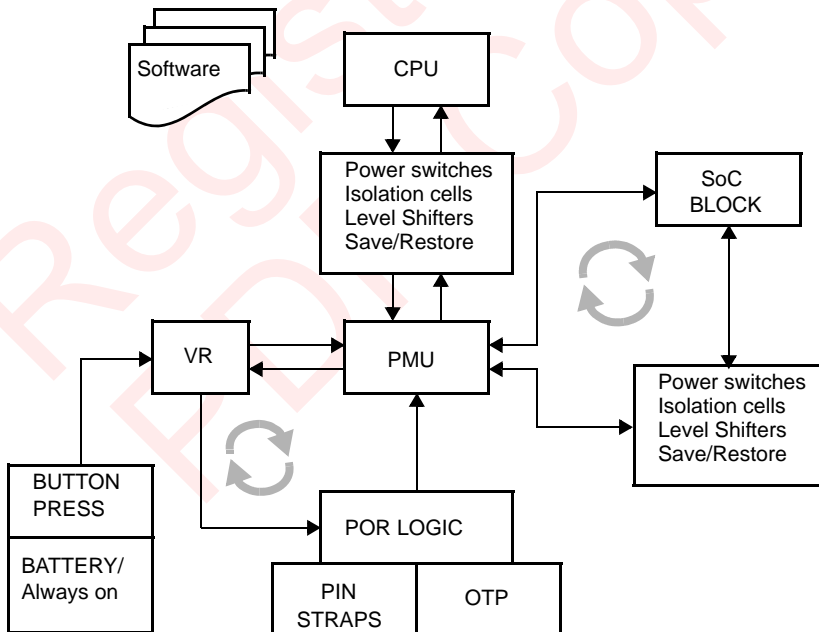 Software
CPU
Power switches
Isolation cells
Level Shifters
Save/Restore
SoC
BLOCK
VR
PMU
Power switches
Isolation cells
Level Shifters
Save/Restore
BUTTON
PRESS
POR LOGIC
BATTERY/
Always on
PIN
STRAPS
OTP